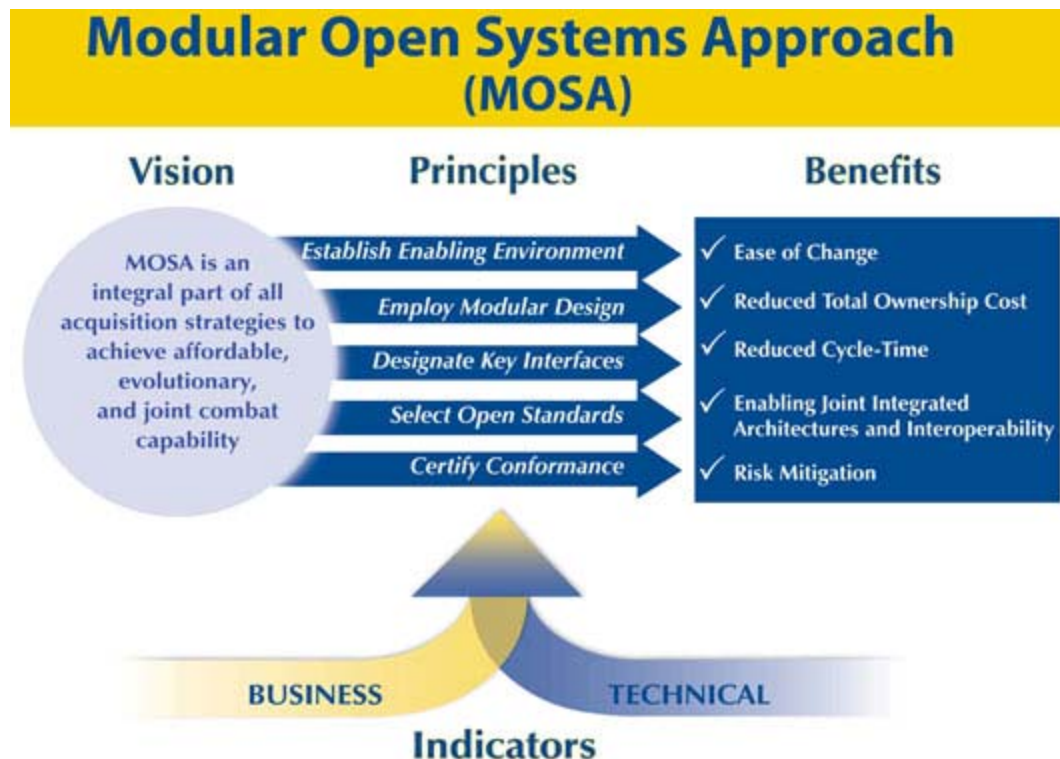 Modular Open Systems Approach
(MOSA)
Vision
Principles
Benefits
MOSA is an
integral part of all
acquisition strategies to
achieve affordable,
evolutionary,
and joint combat
capability
Establish Enabling Environment
Employ Modular Design
Designate Key Interfaces
Select Open Standards
Certify Conformance
✓ Ease of Change
✓ Reduced Total Ownership Cost
✓ Reduced Cycle-Time
✓ Enabling Joint Integrated
Architectures and Interoperability
✓ Risk Mitigation
BUSINESS
TECHNICAL
Indicators